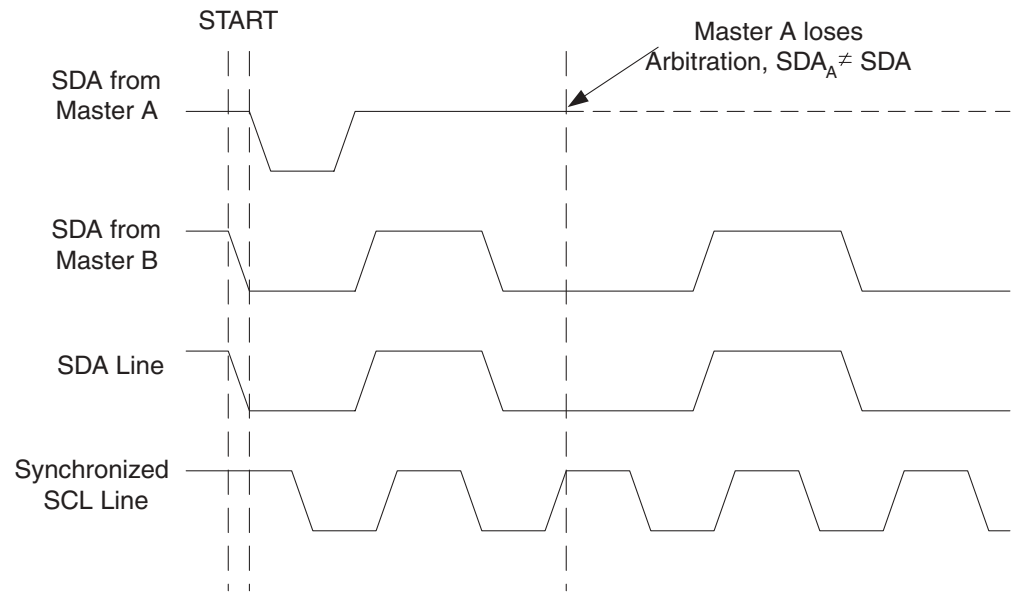 START
Master A loses
Arbitration, SDA_A ≠ SDA
SDA from
Master A
SDA from
Master B
SDA Line
Synchronized
SCL Line